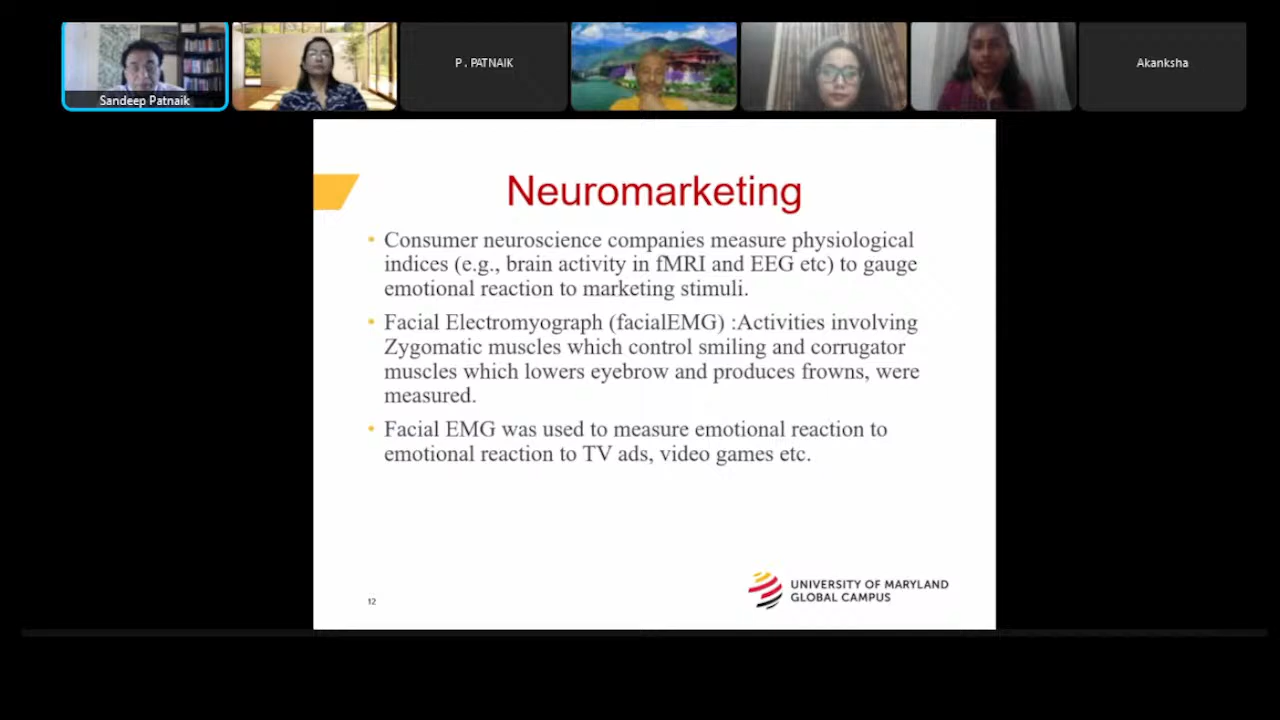 Sandeep Patnaik
P . PATNAIK
Akanksha
Neuromarketing
• Consumer neuroscience companies measure physiological
indices (e.g., brain activity in fMRI and EEG etc) to gauge
emotional reaction to marketing stimuli.
• Facial Electromyograph (facialEMG) :Activities involving
Zygomatic muscles which control smiling and corrugator
muscles which lowers eyebrow and produces frowns, were
measured.
• Facial EMG was used to measure emotional reaction to
emotional reaction to TV ads, video games etc.
12
UNIVERSITY OF MARYLAND
GLOBAL CAMPUS